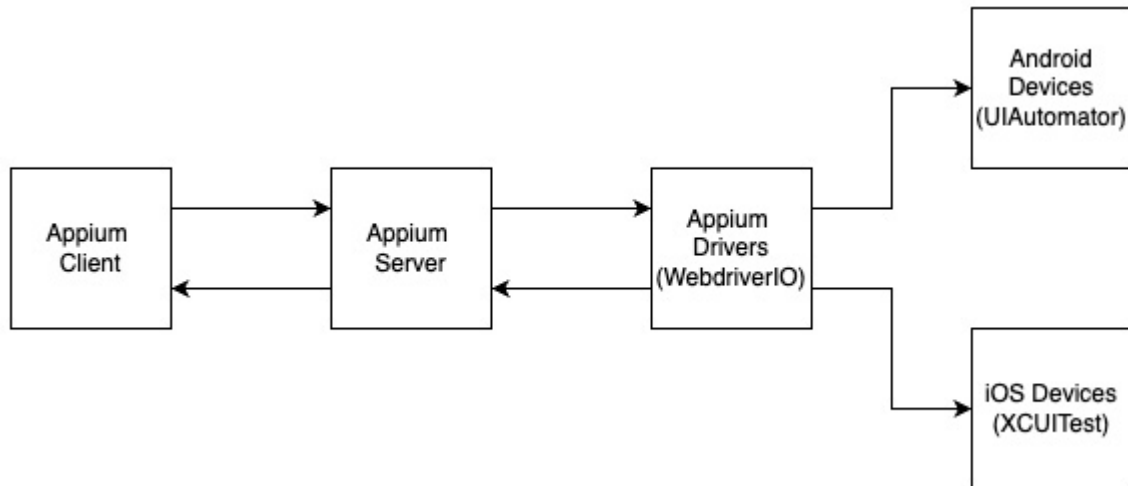 Appium
Client
Appium
Server
Appium
Drivers
(WebdriverIO)
Android
Devices
(UIAutomator)
iOS Devices
(XCUITest)